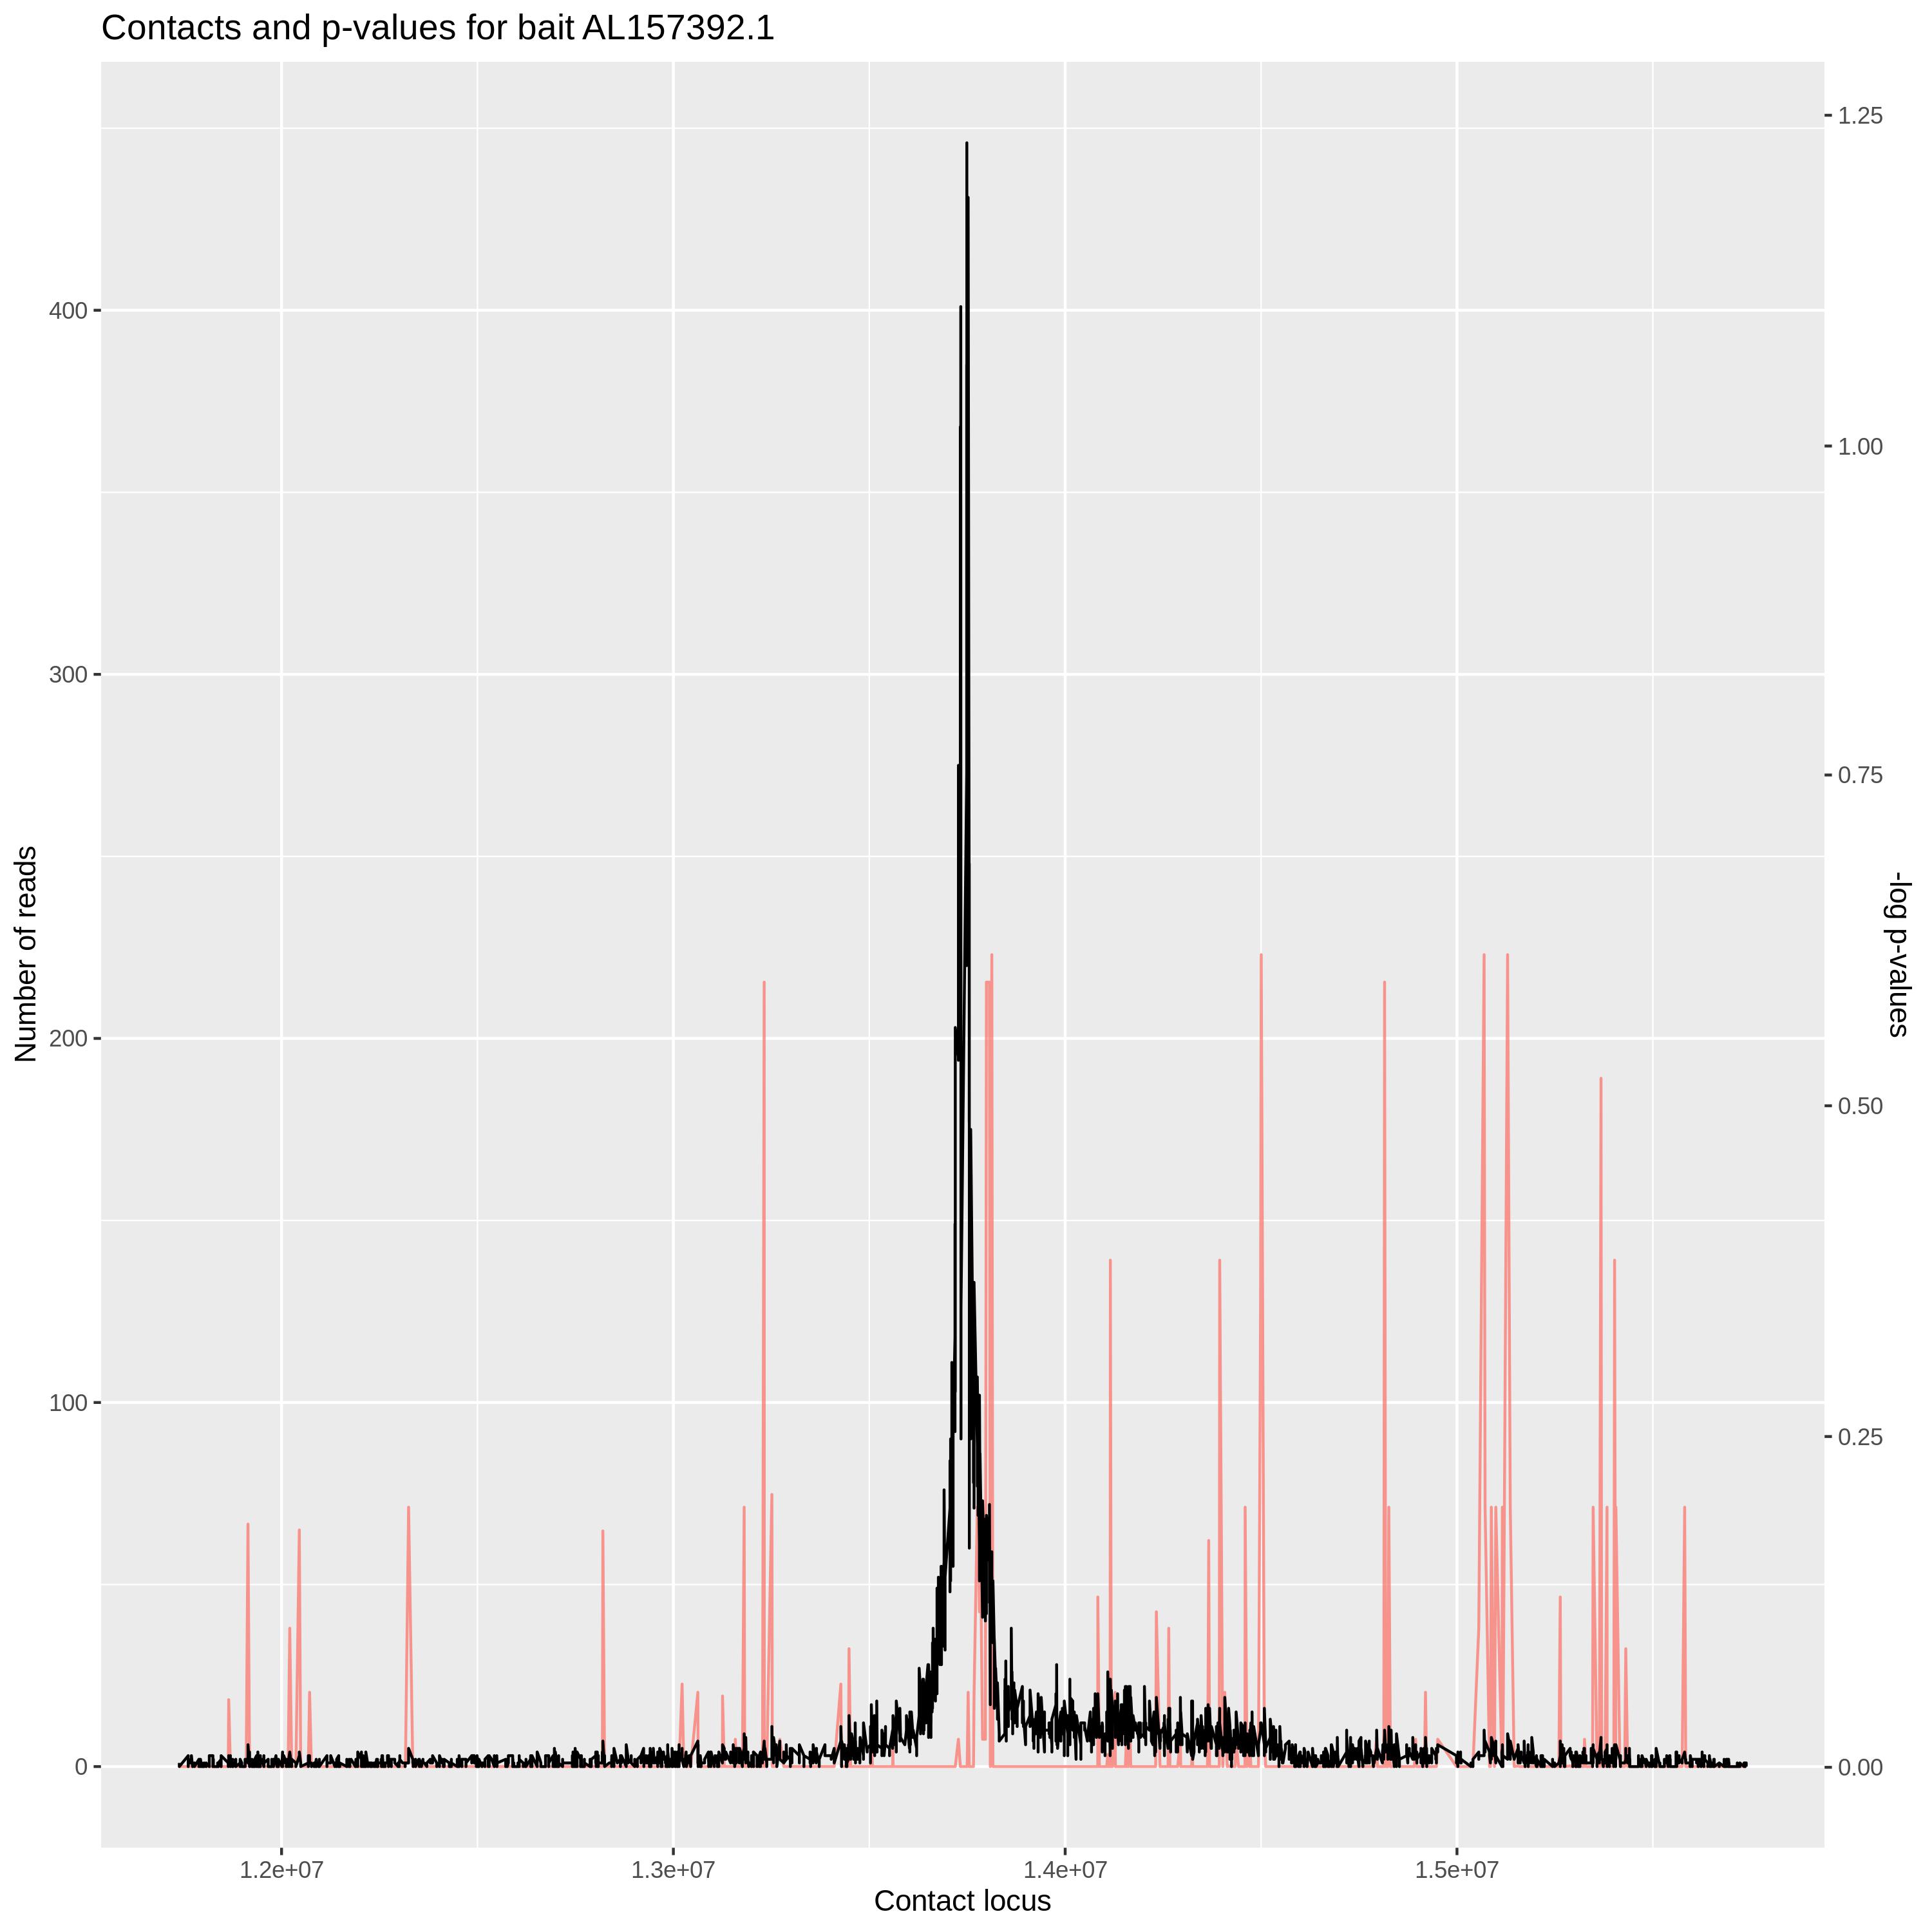 Contacts and p-values for bait AL157392.1
Number of reads
400
300
200
100
0
1.25
1.00
0.75
0.50
0.25
0.00
-log p-values
1.2e+07
1.3e+07
1.4e+07
1.5e+07
Contact locus